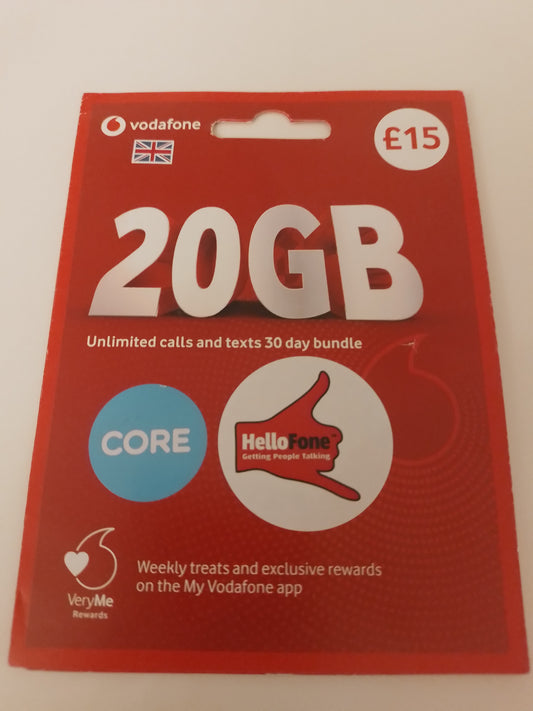 vodafone
£15
20GB
Unlimited calls and texts 30 day bundle
CORE
HelloFone™
Getting People Talking
Weekly treats and exclusive rewards
on the My Vodafone app
VeryMe
Rewards